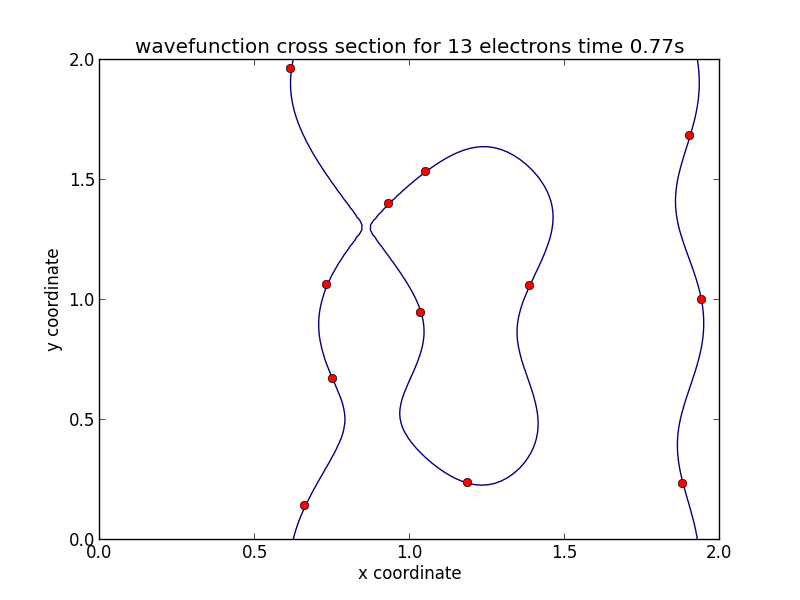 wavefunction cross section for 13 electrons time 0.77s
2.0
1.5
1.0
0.5
0.0
y coordinate
0.0 0.5 1.0 1.5 2.0
x coordinate